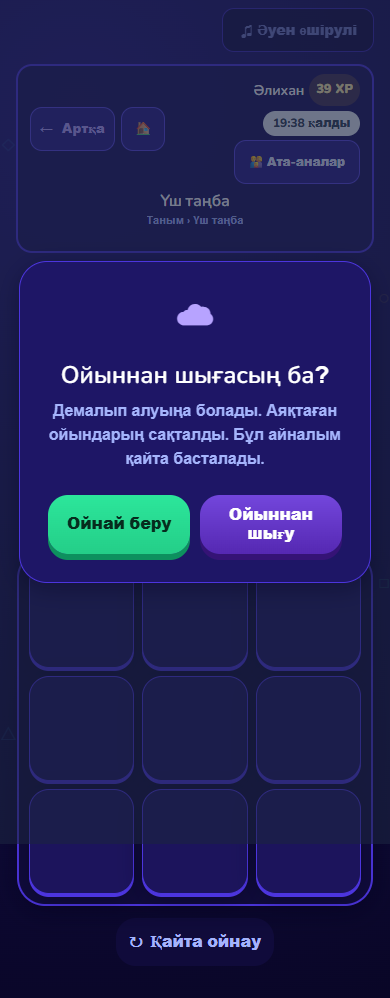 ♫ Әуен өшірулі
Әлихан 39 XP
← Артқа
19:38 қалды
Ата-аналар
Үш таңба
Таным › Үш таңба
Ойыннан шығасың ба?
Демалып алуыңа болады. Аяқтаған
ойындарың сақталды. Бұл айналым
қайта басталады.
Ойнай беру
Ойыннан
шығу
↻ Қайта ойнау